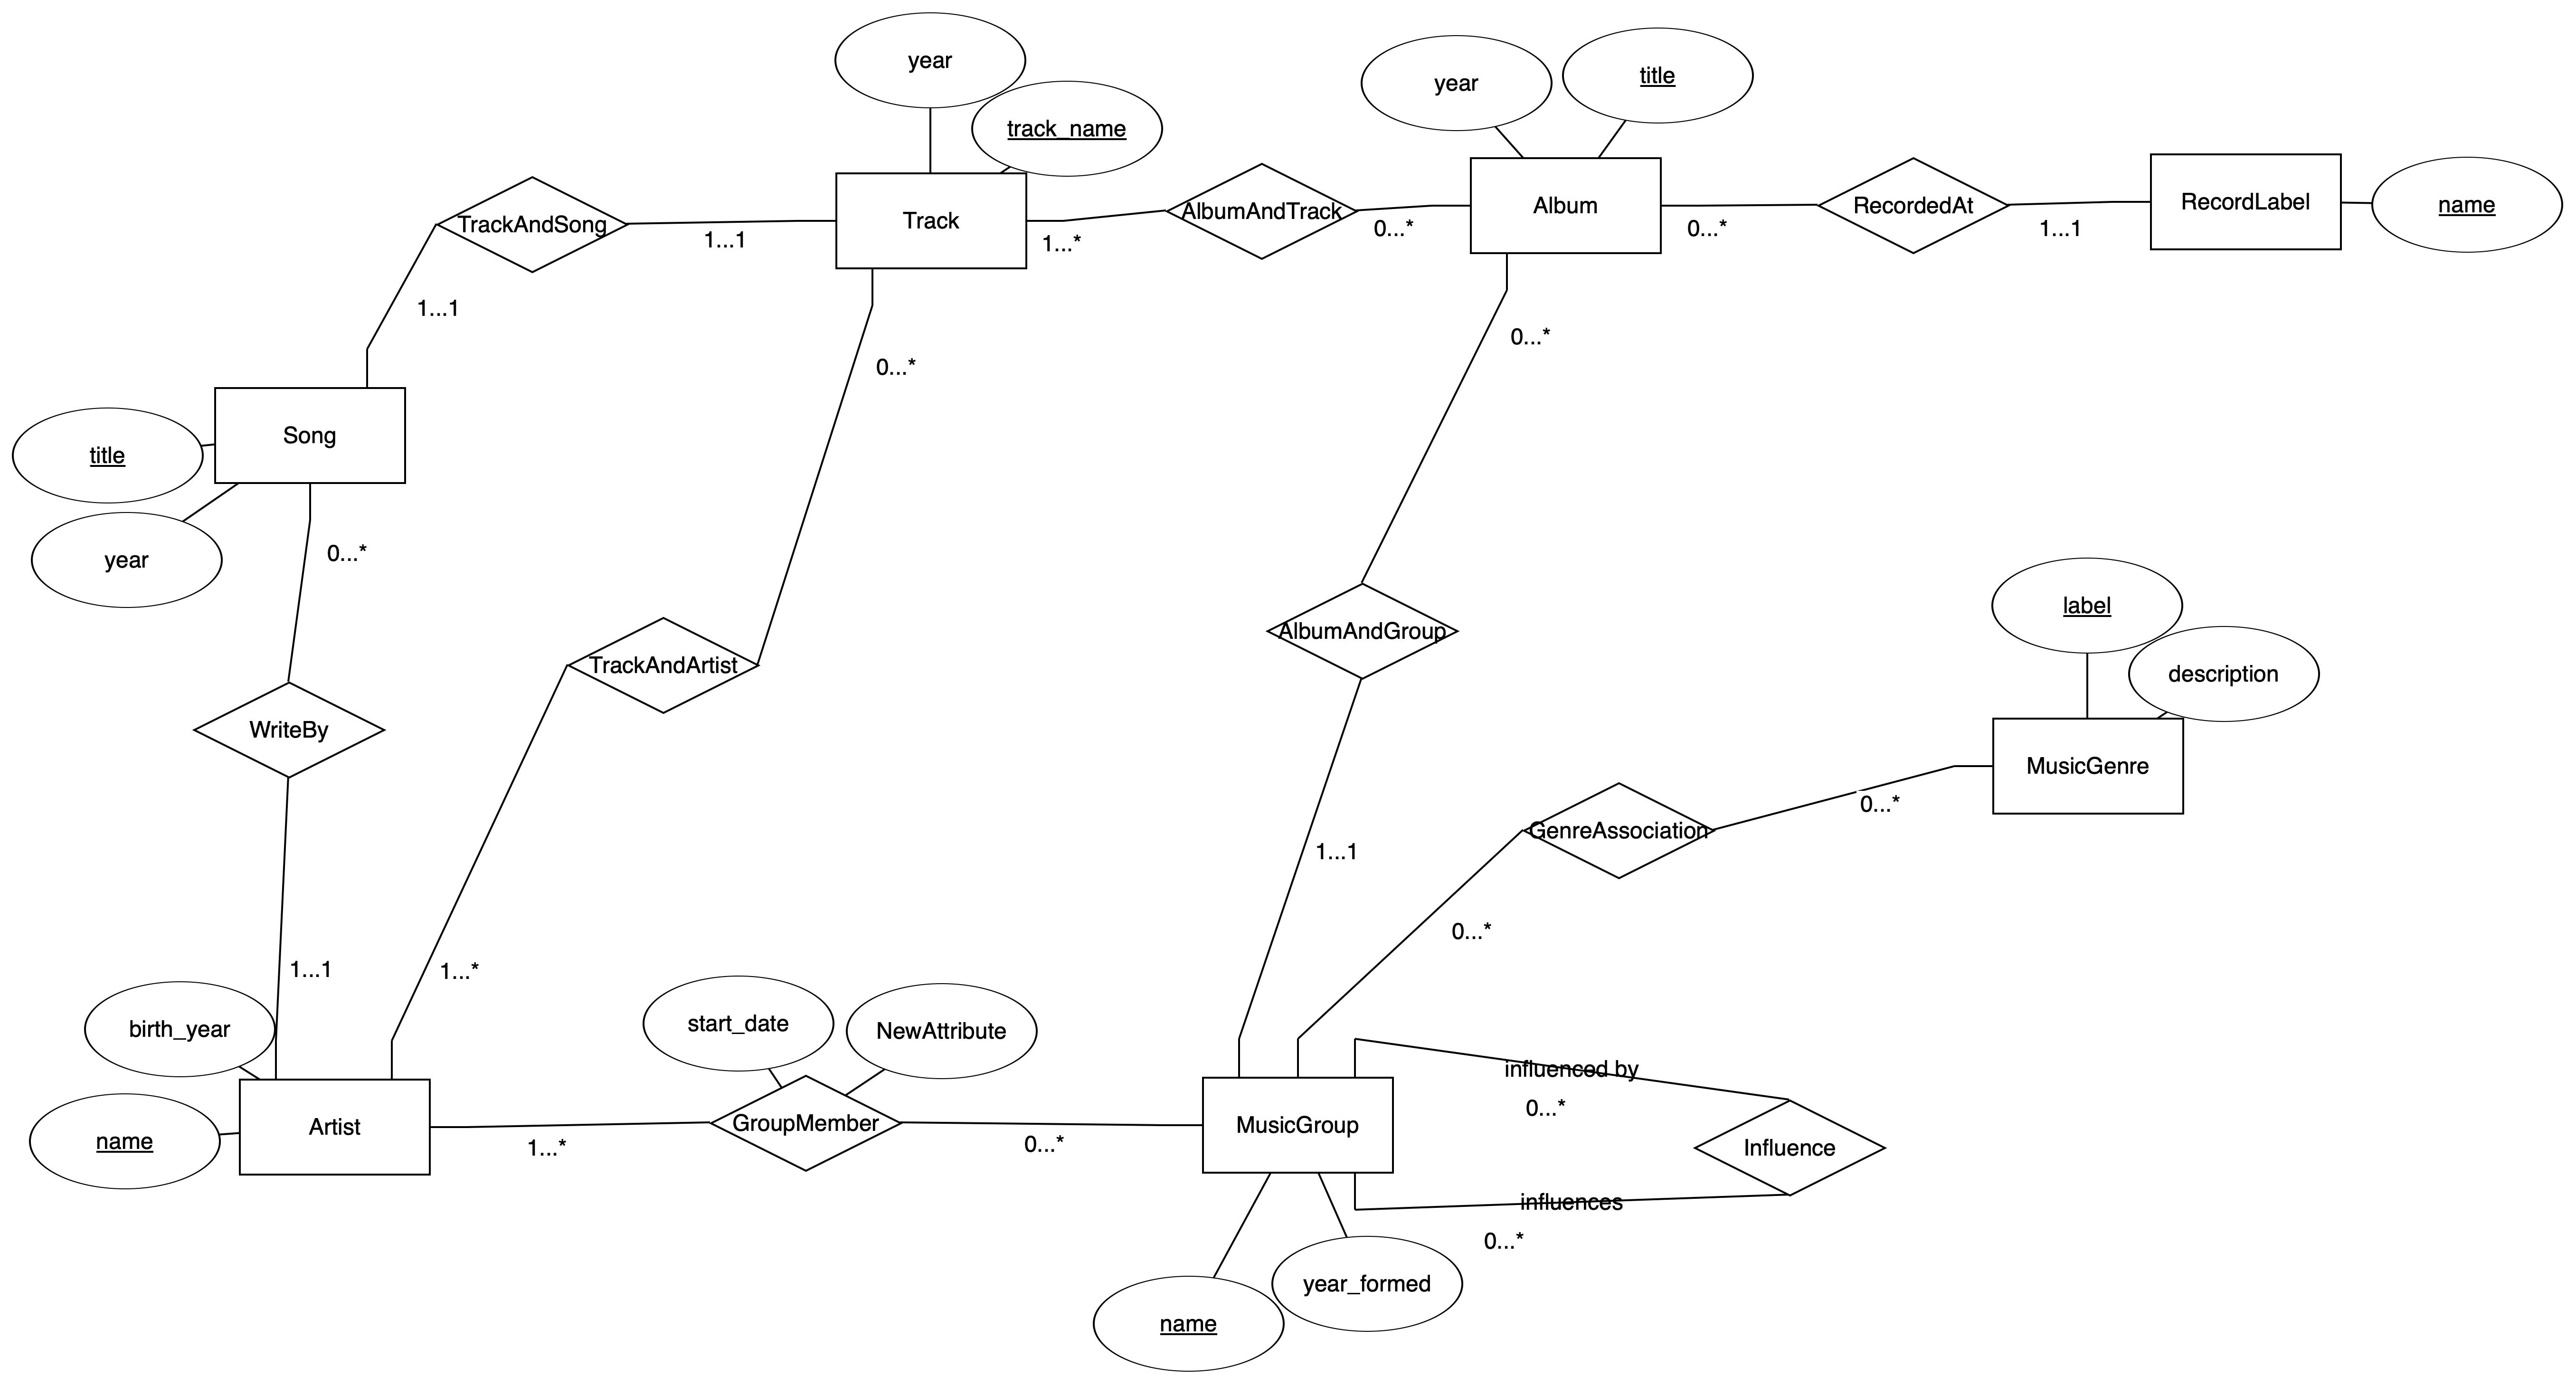 year
track_name
year
title
TrackAndSong
1...1
Track
1...*
AlbumAndTrack
0...*
Album
0...*
RecordedAt
1...1
RecordLabel
name
1...1
0...*
0...*
Song
title
year
0...*
label
AlbumAndGroup
description
TrackAndArtist
WriteBy
MusicGenre
0...*
GenreAssociation
1...1
0...*
1...1
1...*
birth_year
start_date
NewAttribute
influenced by
0...*
Artist
name
1...*
GroupMember
0...*
MusicGroup
Influence
influences
0...*
year_formed
name